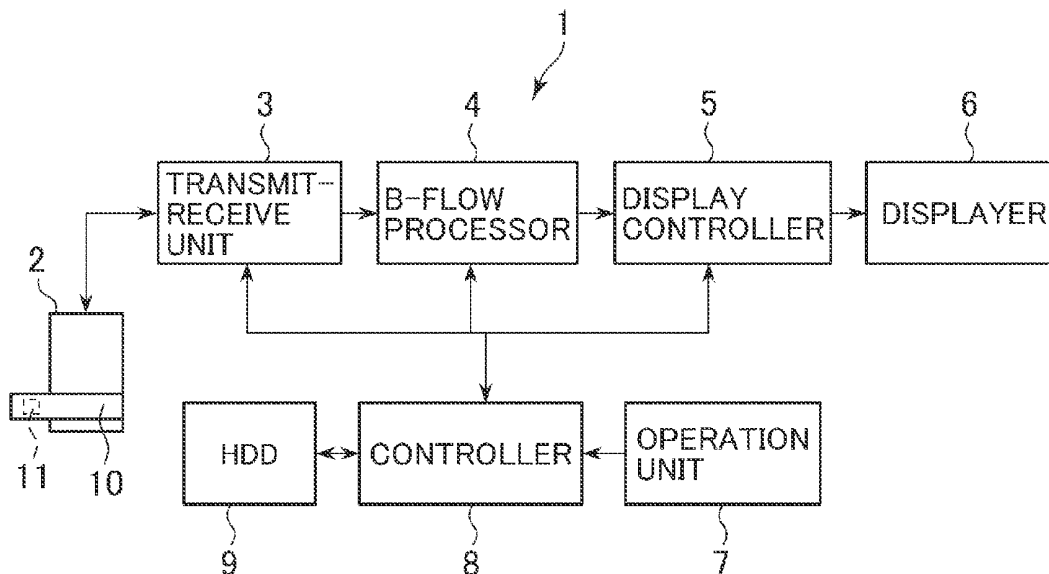 1
3
4
5
6
TRANSMIT-
RECEIVE
UNIT
B-FLOW
PROCESSOR
DISPLAY
CONTROLLER
DISPLAYER
2
11
10
HDD
CONTROLLER
OPERATION
UNIT
9
8
7